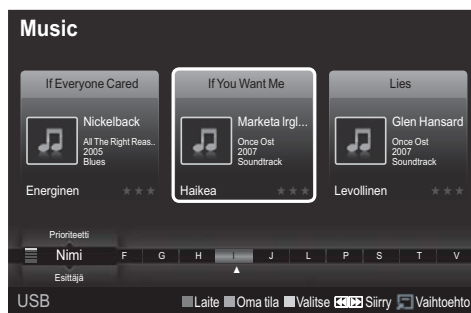 Music
If Everyone Cared
Nickelback
All The Right Reas..
2005
Blues
Energinen
If You Want Me
Marketa Irgl...
Once Ost
2007
Soundtrack
Haikea
Lies
Glen Hansard
Once Ost
2007
Soundtrack
Levollinen
Prioriteetti
Nimi F G H I J L P S T V
Esittäjä
USB Laite Oma tila Valitse Siirry Vaihtoehto